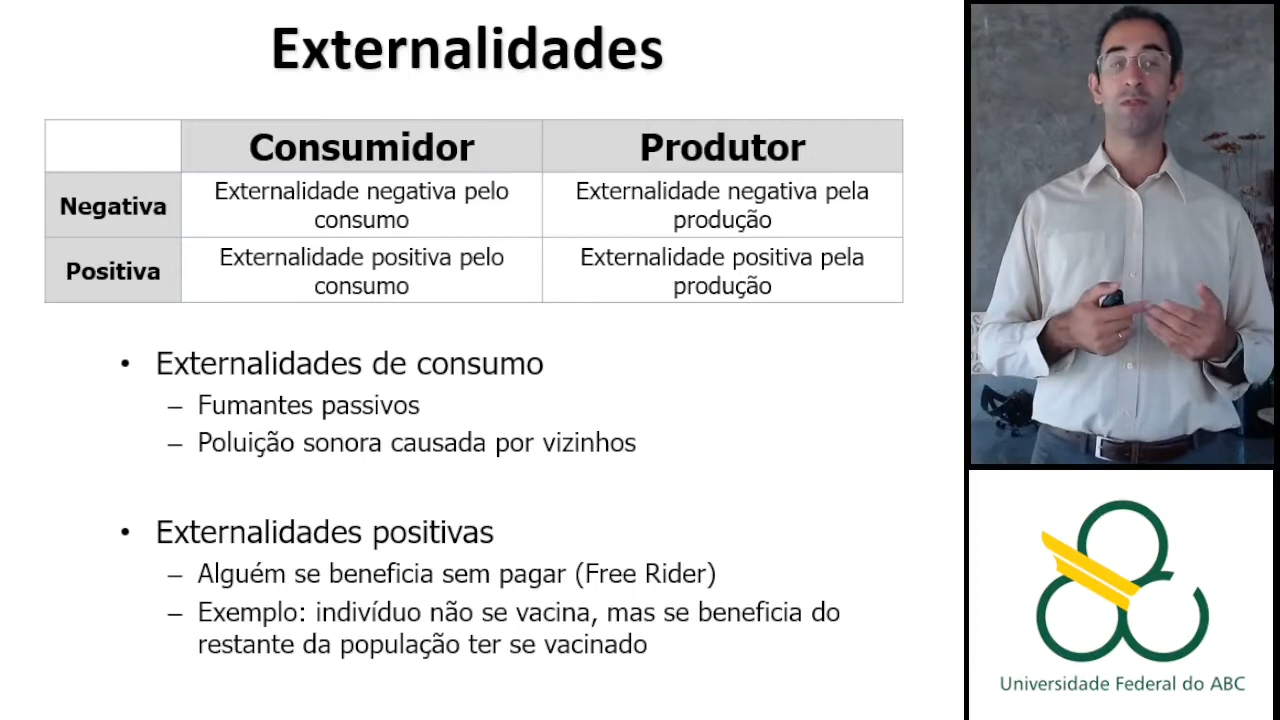 Externalidades
Consumidor
Produtor
Negativa
Externalidade negativa pelo
consumo
Externalidade negativa pela
produção
Positiva
Externalidade positiva pelo
consumo
Externalidade positiva pela
produção
• Externalidades de consumo
– Fumantes passivos
– Poluição sonora causada por vizinhos
• Externalidades positivas
– Alguém se beneficia sem pagar (Free Rider)
– Exemplo: indivíduo não se vacina, mas se beneficia do
restante da população ter se vacinado
Universidade Federal do ABC